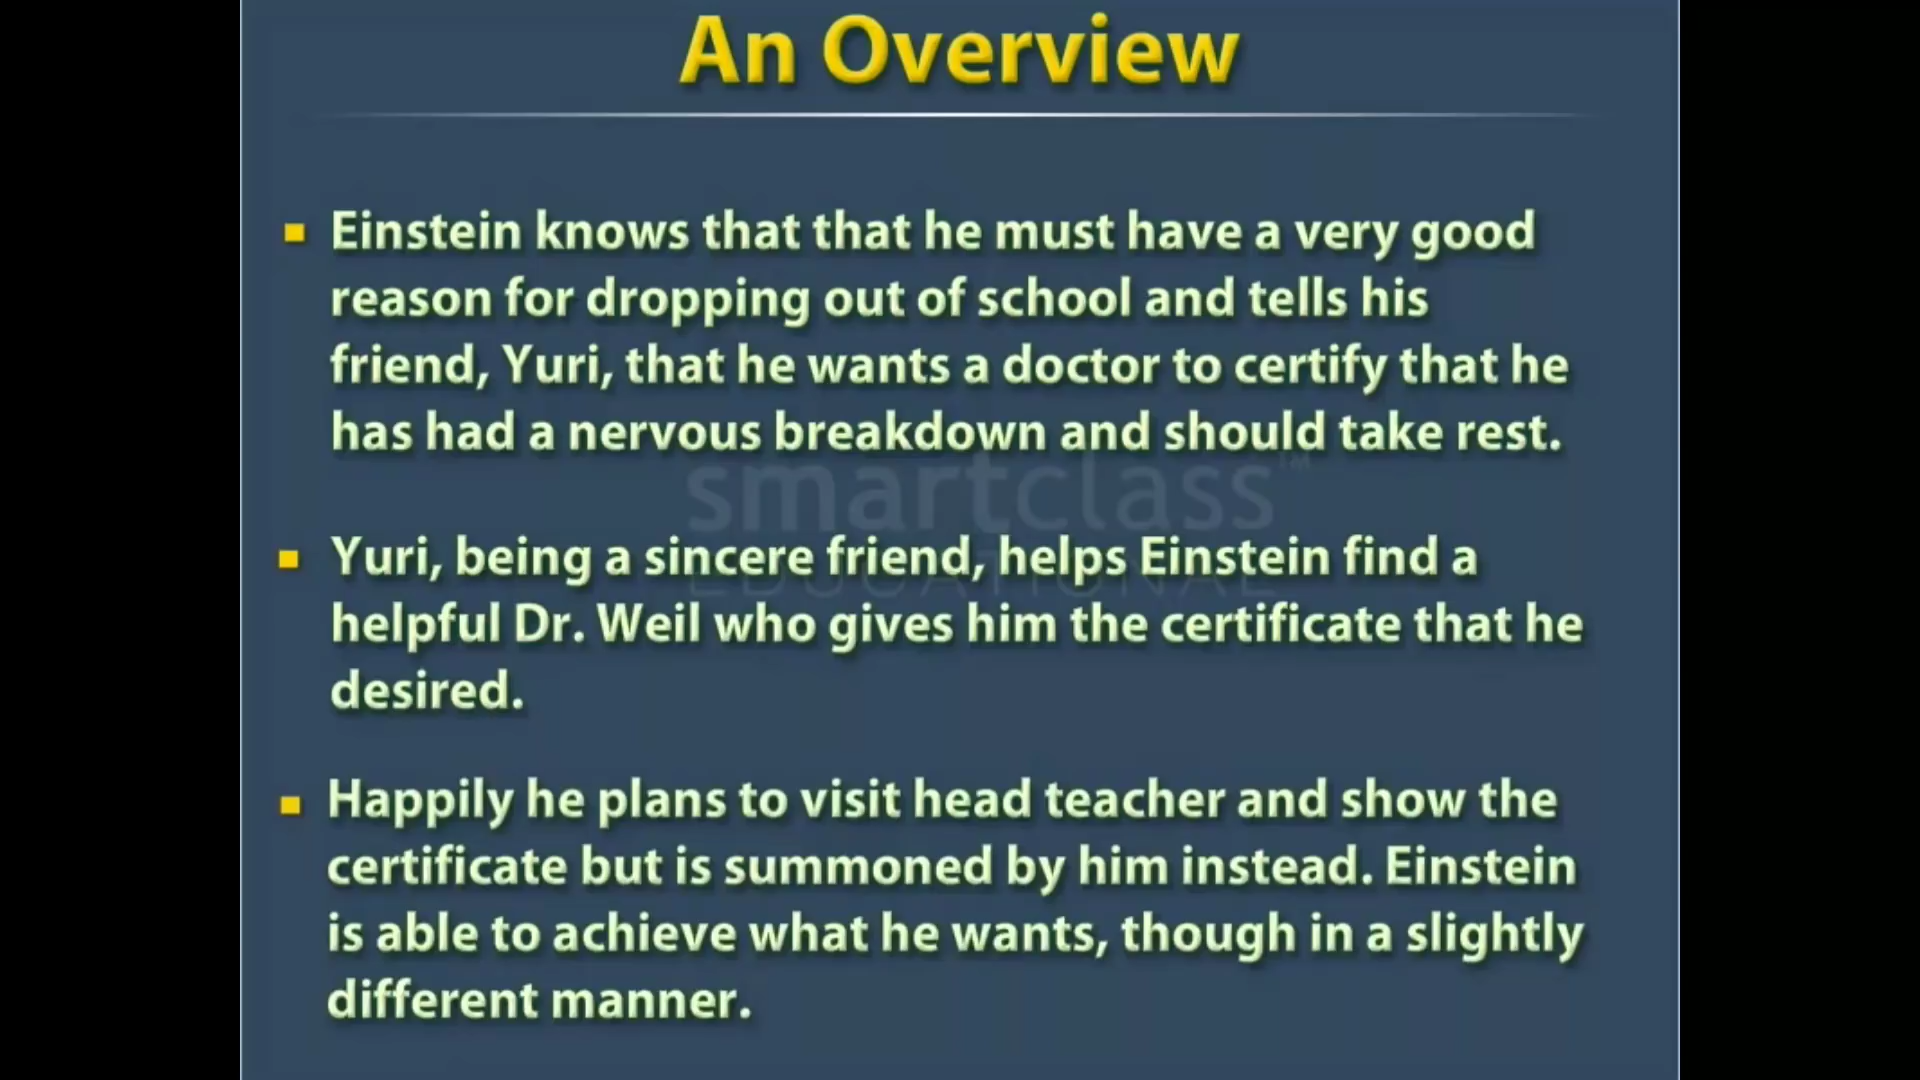 An Overview
Einstein knows that that he must have a very good
reason for dropping out of school and tells his
friend, Yuri, that he wants a doctor to certify that he
has had a nervous breakdown and should take rest.
smartclass™
EDUCATIONAL
Yuri, being a sincere friend, helps Einstein find a
helpful Dr. Weil who gives him the certificate that he
desired.
Happily he plans to visit head teacher and show the
certificate but is summoned by him instead. Einstein
is able to achieve what he wants, though in a slightly
different manner.